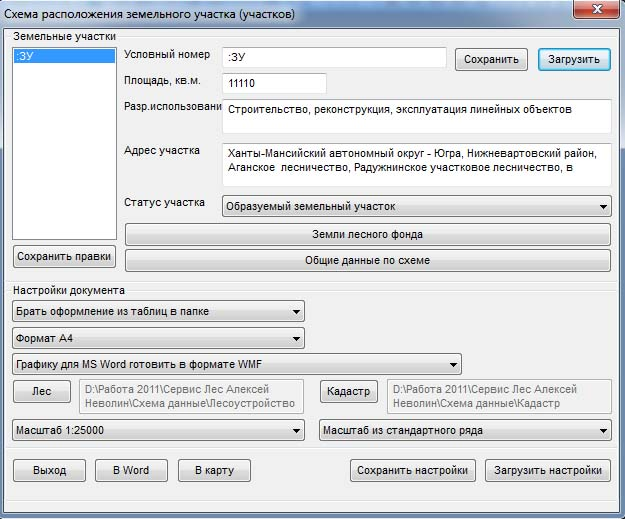 Схема расположения земельного участка (участков)
Земельные участки
:ЗУ
Условный номер
:ЗУ
Сохранить
Загрузить
Площадь, кв.м.
11110
Разр.использовани
Строительство, реконструкция, эксплуатация линейных объектов
Адрес участка
Ханты-Мансийский автономный округ - Югра, Нижневартовский район,
Аганское лесничество, Радужнинское участковое лесничество, в
Статус участка
Образуемый земельный участок
Земли лесного фонда
Сохранить правки
Общие данные по схеме
Настройки документа
Брать оформление из таблиц в папке
Формат А4
Графику для MS Word готовить в формате WMF
Лес
D:\Работа 2011\Сервис Лес Алексей
Неволин\Схема данные\Лесоустройство
Кадастр
D:\Работа 2011\Сервис Лес Алексей
Неволин\Схема данные\Кадастр
Масштаб 1:25000
Масштаб из стандартного ряда
Выход
В Word
В карту
Сохранить настройки
Загрузить настройки